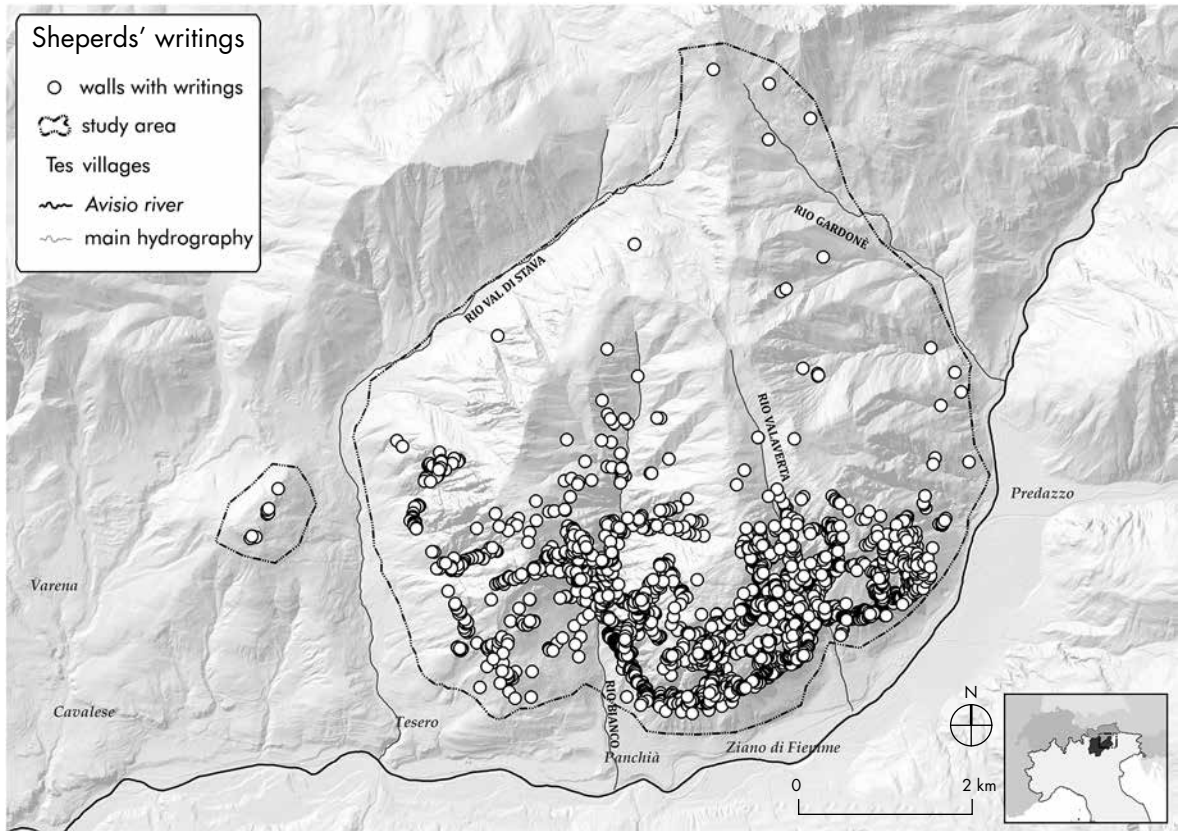 Sheperds' writings
walls with writings
study area
Tes villages
Avisio river
main hydrography
RIO GARDONÈ
RIO VAL DI STAVA
RIO VALAVERTA
Predazzo
Varena
Cavalese
Tesero
RIO BIANCO
Panchià
Ziano di Fiemme
N
0 2 km